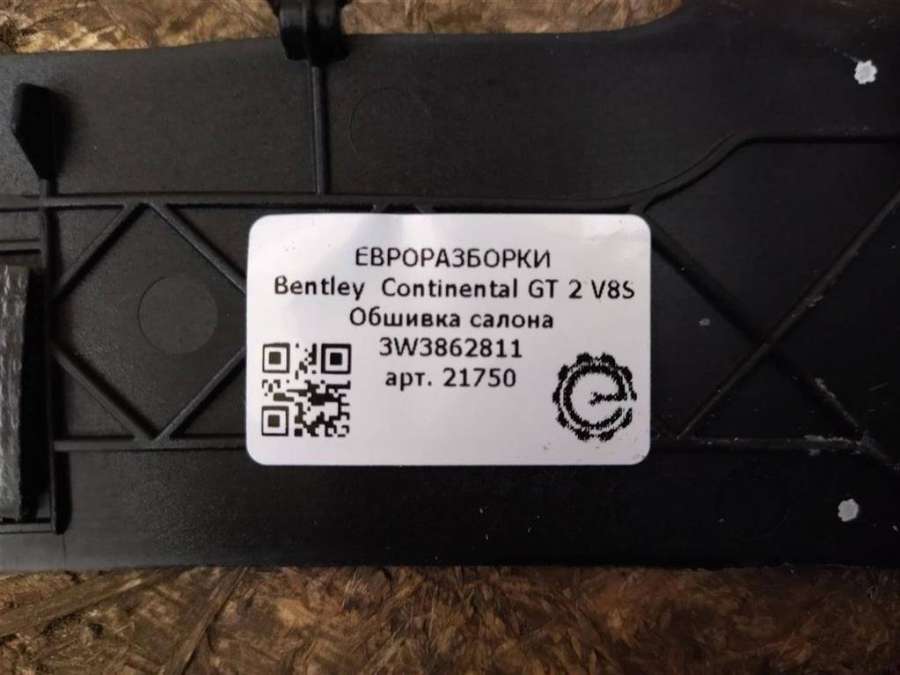 ЕВРОРАЗБОРКИ
Bentley Continental GT 2 V8S
Обшивка салона
3W3862811
арт. 21750